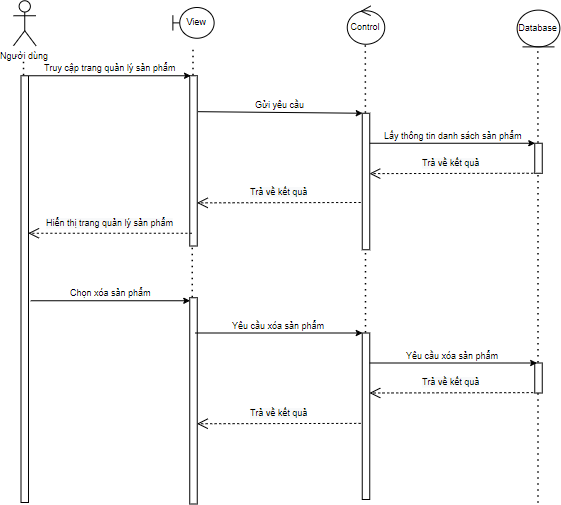 View
Control
Database
Người dùng
Truy cập trang quản lý sản phẩm
Gửi yêu cầu
Lấy thông tin danh sách sản phẩm
Trả về kết quả
Trả về kết quả
Hiển thị trang quản lý sản phẩm
Chọn xóa sản phẩm
Yêu cầu xóa sản phẩm
Yêu cầu xóa sản phẩm
Trả về kết quả
Trả về kết quả